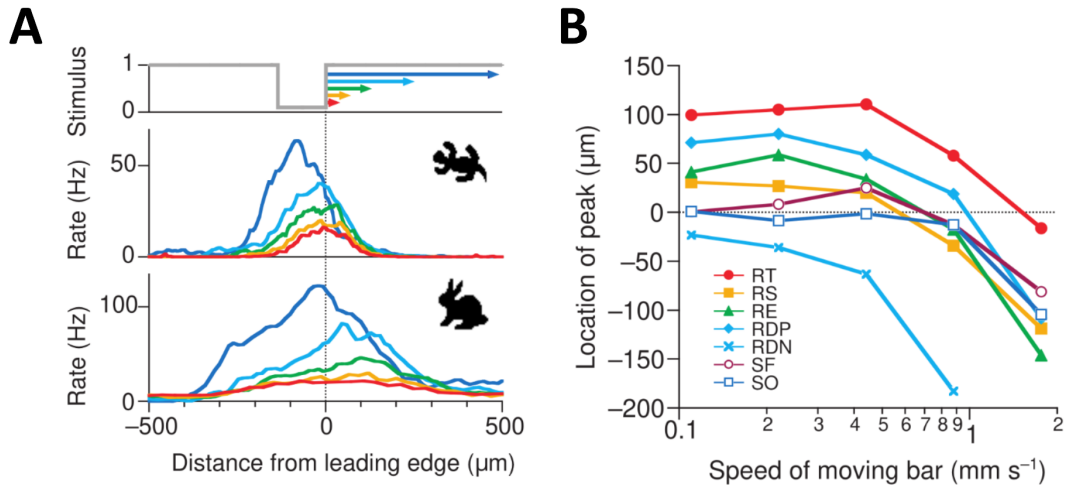 A
Stimulus
1
0
Rate (Hz)
50
0
Rate (Hz)
100
0
−500
0
500
Distance from leading edge (µm)
B
Location of peak (µm)
150
100
50
0
−50
−100
−150
−200
RT
RS
RE
RDP
RDN
SF
SO
0.1 2 3 4 5 6 7 8 9 1 2
Speed of moving bar (mm s⁻¹)